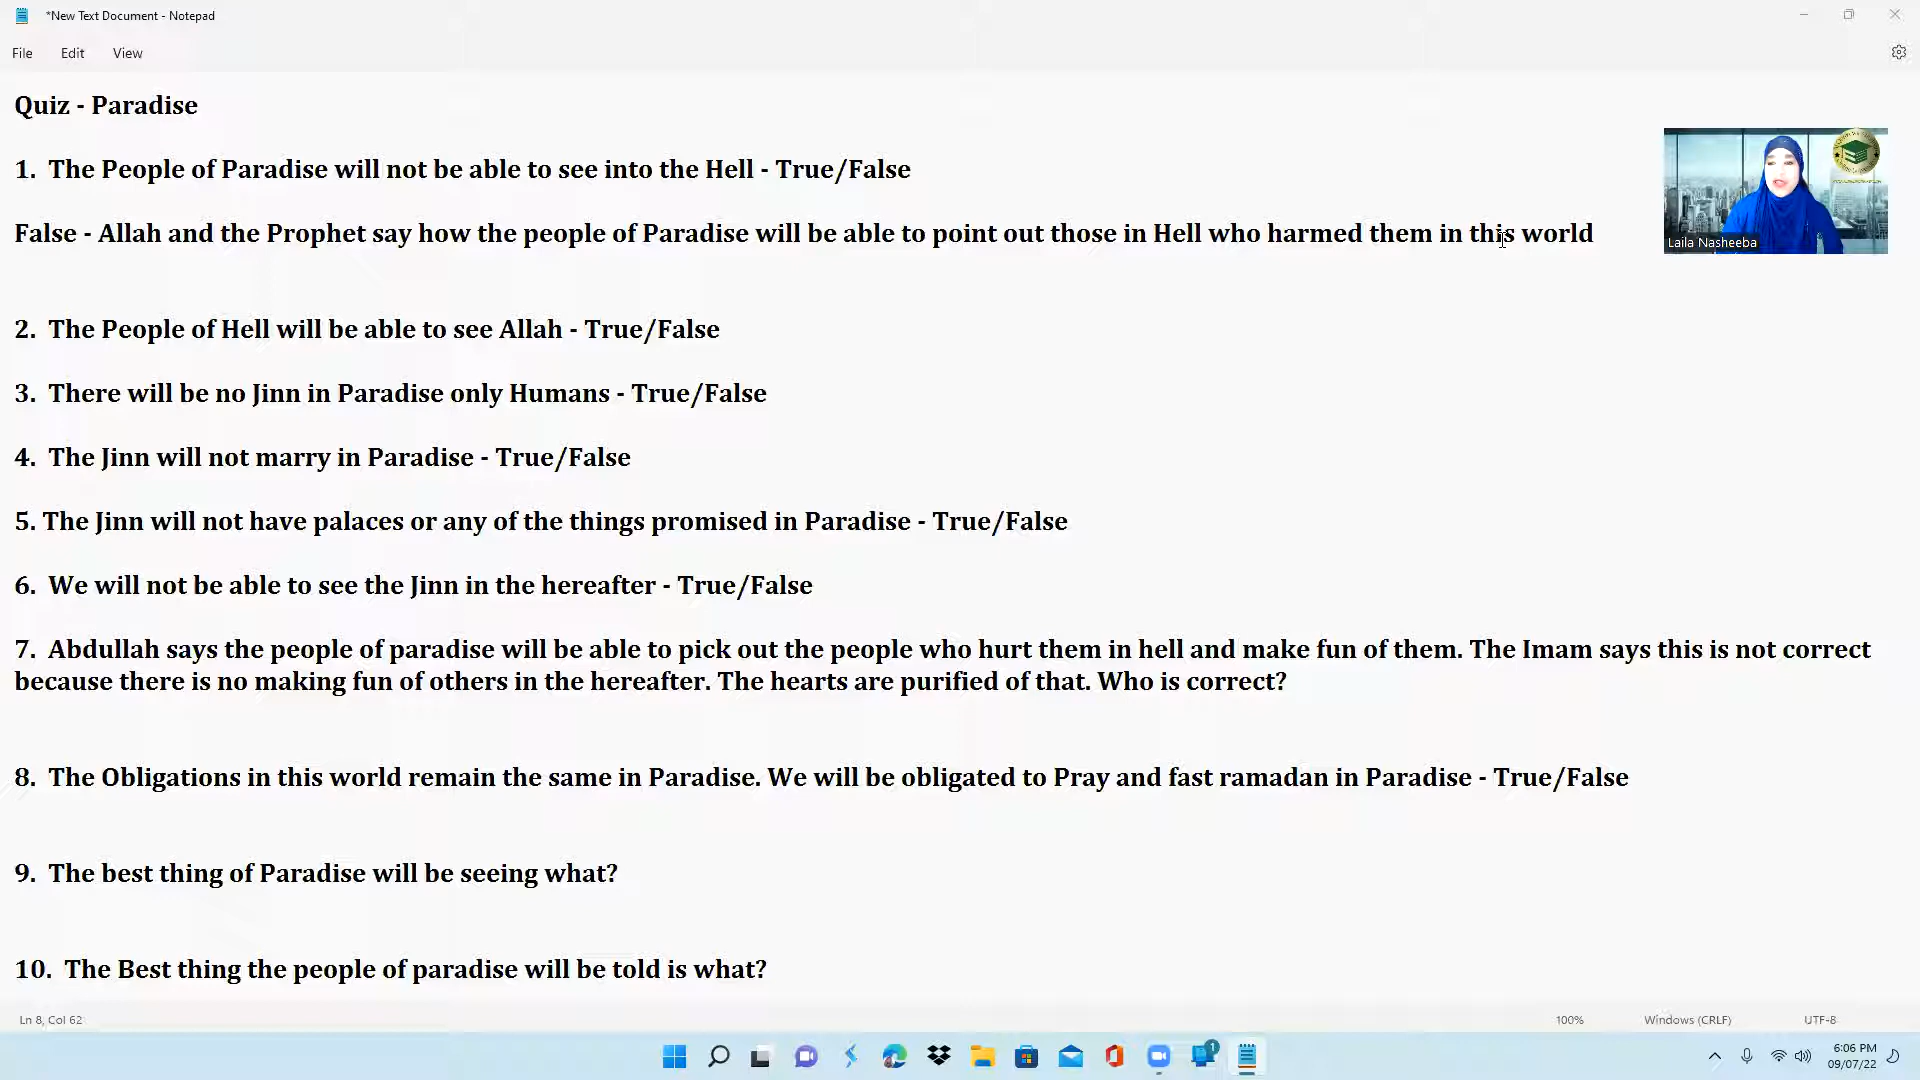 *New Text Document - Notepad
File Edit View
Quiz - Paradise
1. The People of Paradise will not be able to see into the Hell - True/False
False - Allah and the Prophet say how the people of Paradise will be able to point out those in Hell who harmed them in this world
Laila Nasheeba
2. The People of Hell will be able to see Allah - True/False
3. There will be no Jinn in Paradise only Humans - True/False
4. The Jinn will not marry in Paradise - True/False
5. The Jinn will not have palaces or any of the things promised in Paradise - True/False
6. We will not be able to see the Jinn in the hereafter - True/False
7. Abdullah says the people of paradise will be able to pick out the people who hurt them in hell and make fun of them. The Imam says this is not correct
because there is no making fun of others in the hereafter. The hearts are purified of that. Who is correct?
8. The Obligations in this world remain the same in Paradise. We will be obligated to Pray and fast ramadan in Paradise - True/False
9. The best thing of Paradise will be seeing what?
10. The Best thing the people of paradise will be told is what?
Ln 8, Col 62 100% Windows (CRLF) UTF-8
1
6:06 PM
09/07/22